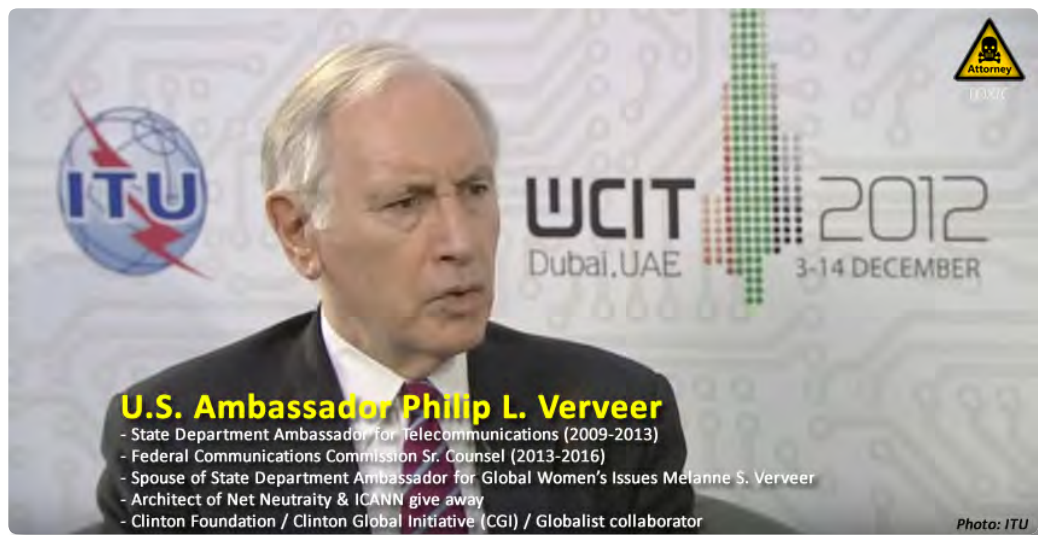 Attorney
ITU
WCIT 2012
Dubai.UAE 3-14 DECEMBER
U.S. Ambassador Philip L. Verveer
- State Department Ambassador for Telecommunications (2009-2013)
- Federal Communications Commission Sr. Counsel (2013-2016)
- Spouse of State Department Ambassador for Global Women's Issues Melanne S. Verveer
- Architect of Net Neutraity & ICANN give away
- Clinton Foundation / Clinton Global Initiative (CGI) / Globalist collaborator
Photo: ITU